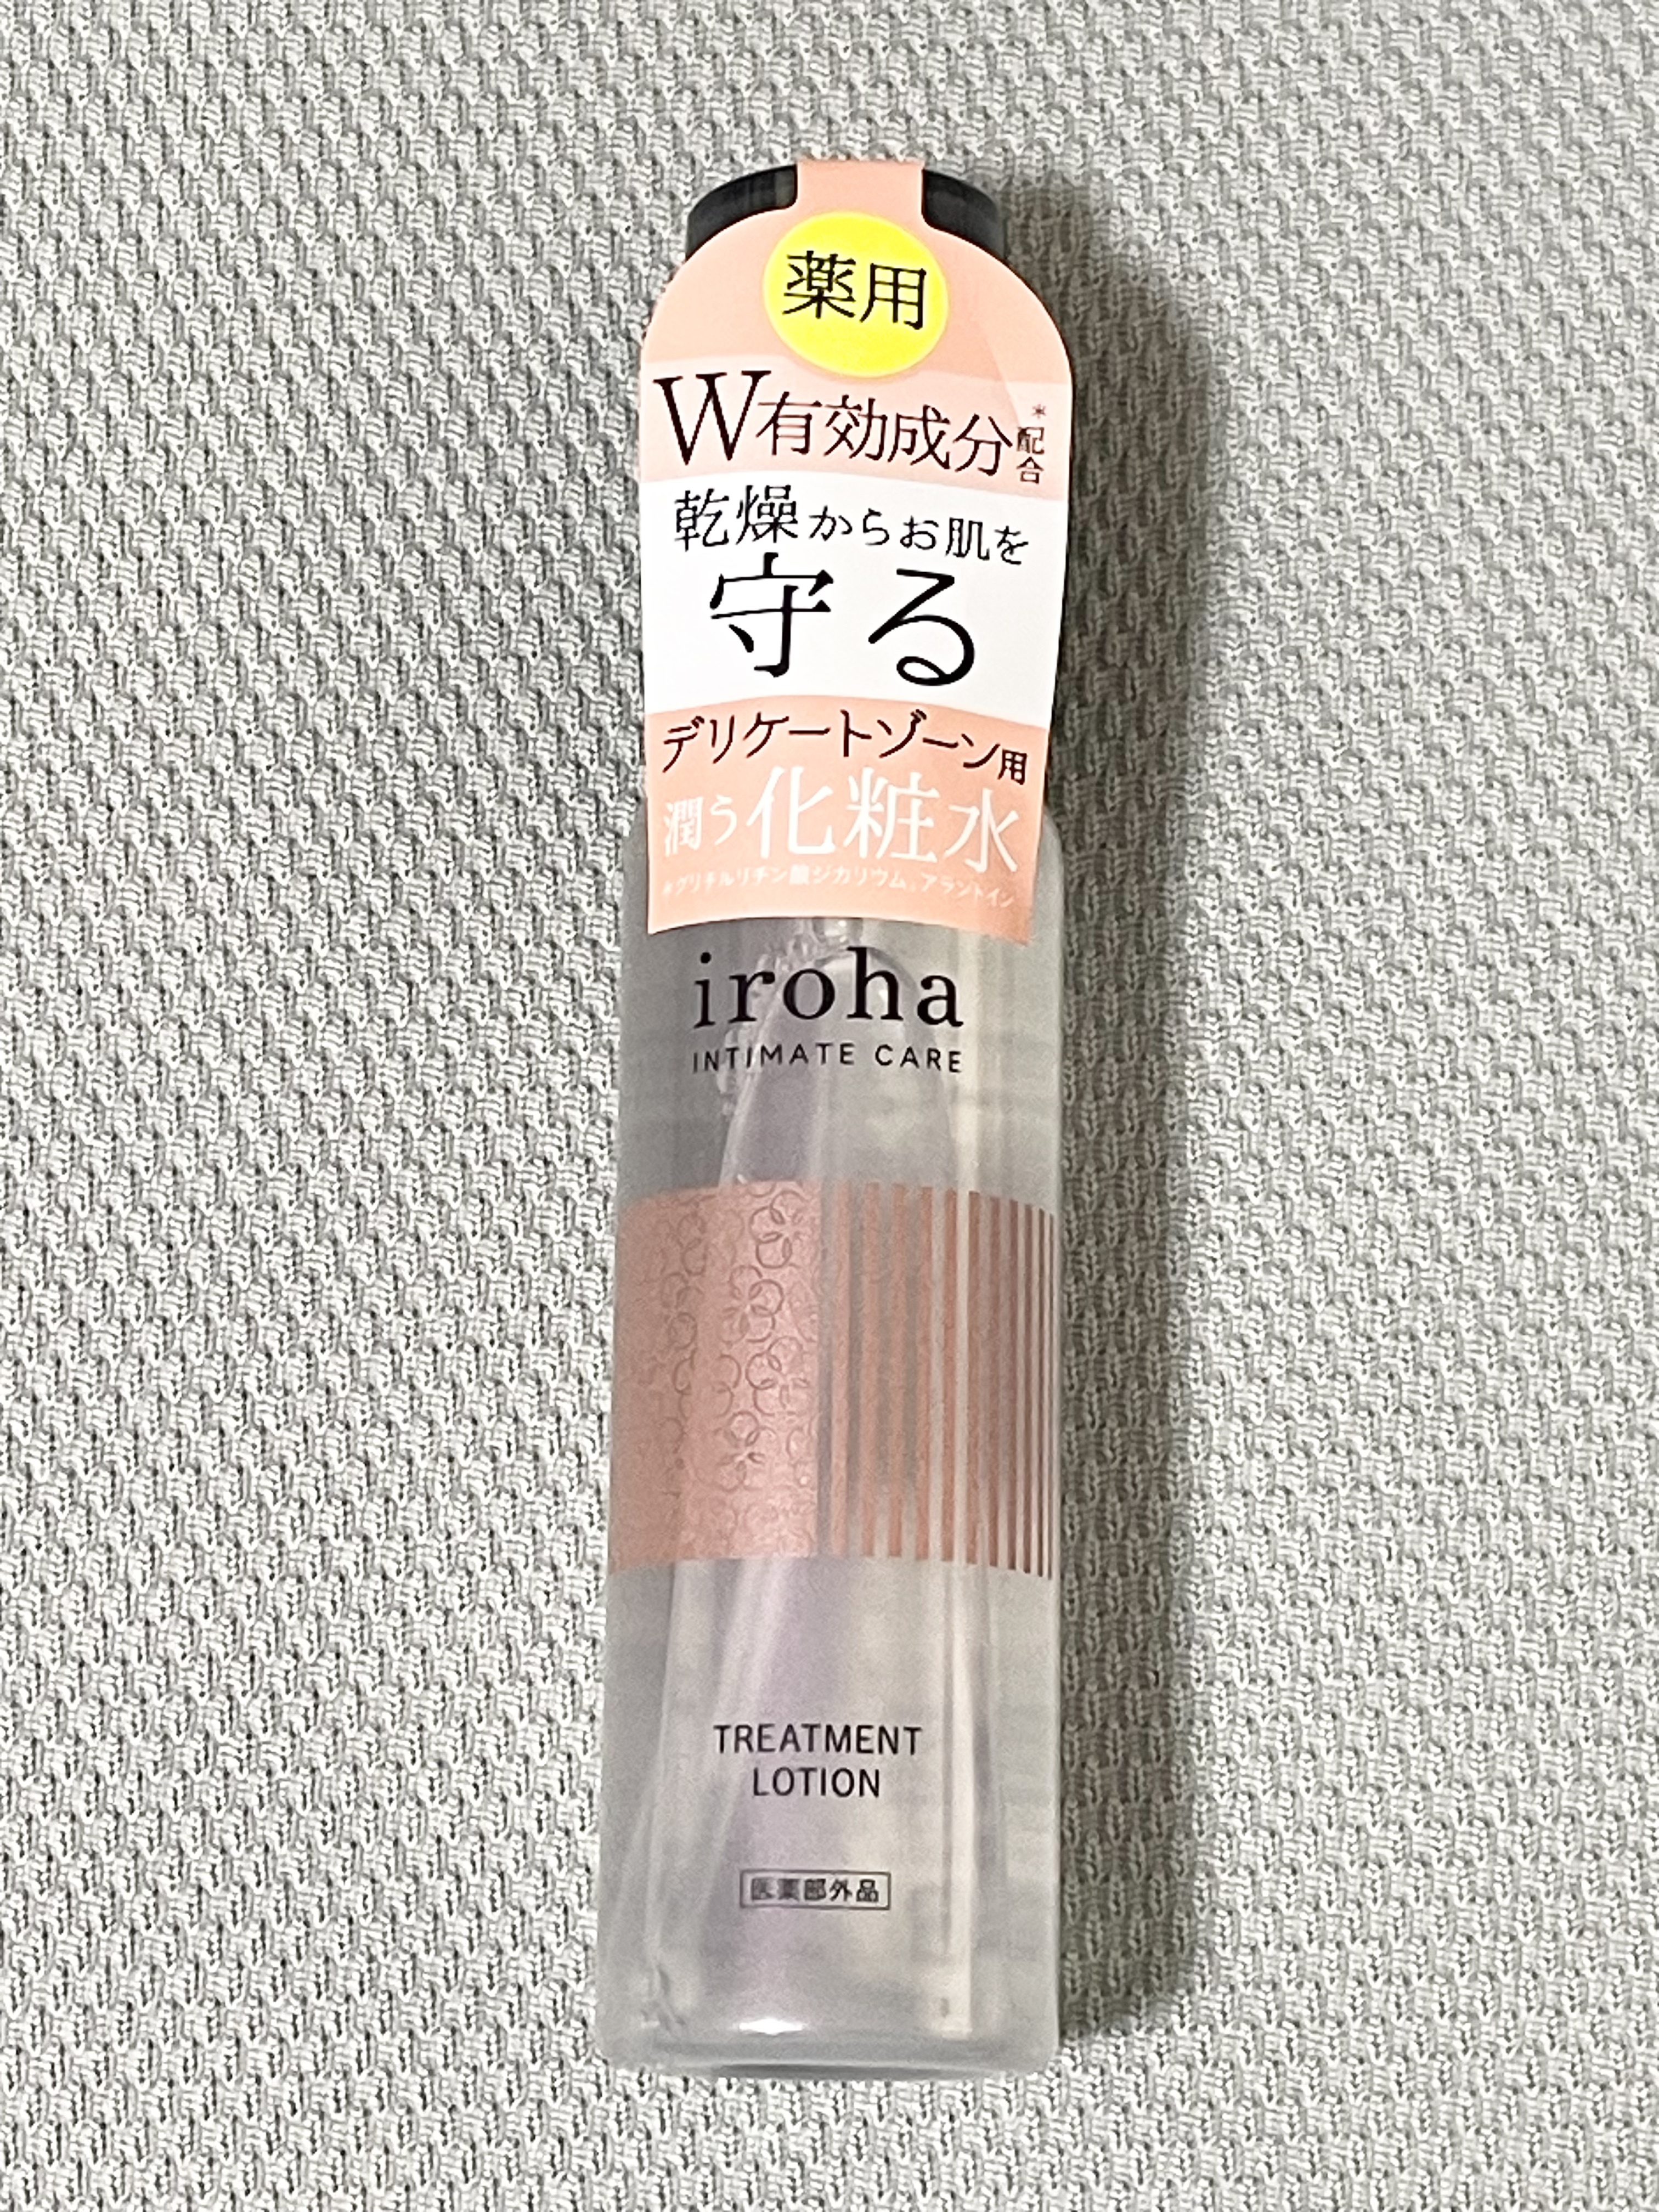 薬用
W有効成分*配合
乾燥からお肌を
守る
デリケートゾーン用
潤う化粧水
*グリチルリチン酸ジカリウム、アラントイン
iroha
INTIMATE CARE
TREATMENT
LOTION
医薬部外品